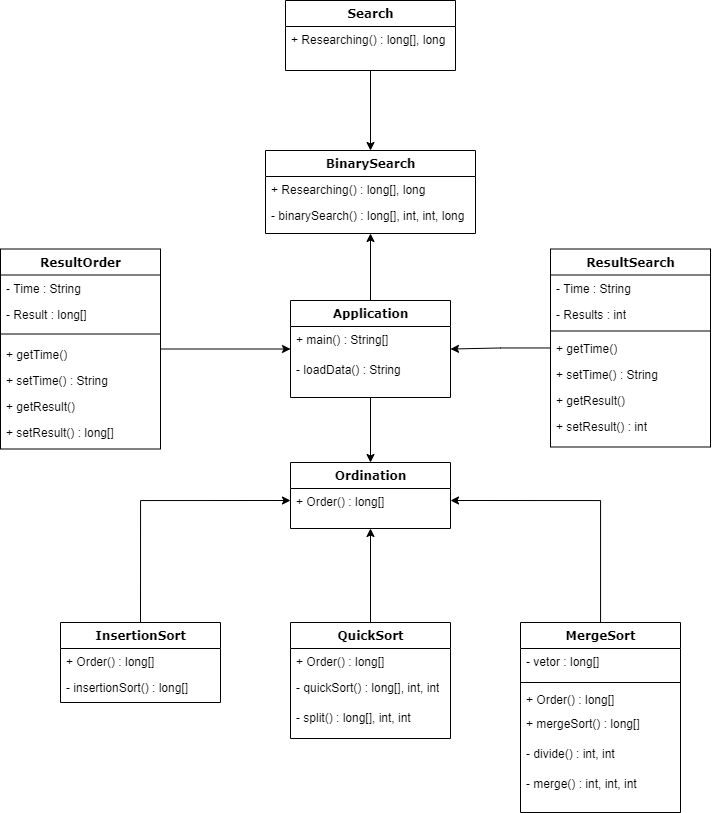 Search
+ Researching() : long[], long
BinarySearch
+ Researching() : long[], long
- binarySearch() : long[], int, int, long
ResultOrder
- Time : String
- Result : long[]
+ getTime()
+ setTime() : String
+ getResult()
+ setResult() : long[]
Application
+ main() : String[]
- loadData() : String
ResultSearch
- Time : String
- Results : int
+ getTime()
+ setTime() : String
+ getResult()
+ setResult() : int
Ordination
+ Order() : long[]
InsertionSort
+ Order() : long[]
- insertionSort() : long[]
QuickSort
+ Order() : long[]
- quickSort() : long[], int, int
- split() : long[], int, int
MergeSort
- vetor : long[]
+ Order() : long[]
+ mergeSort() : long[]
- divide() : int, int
- merge() : int, int, int